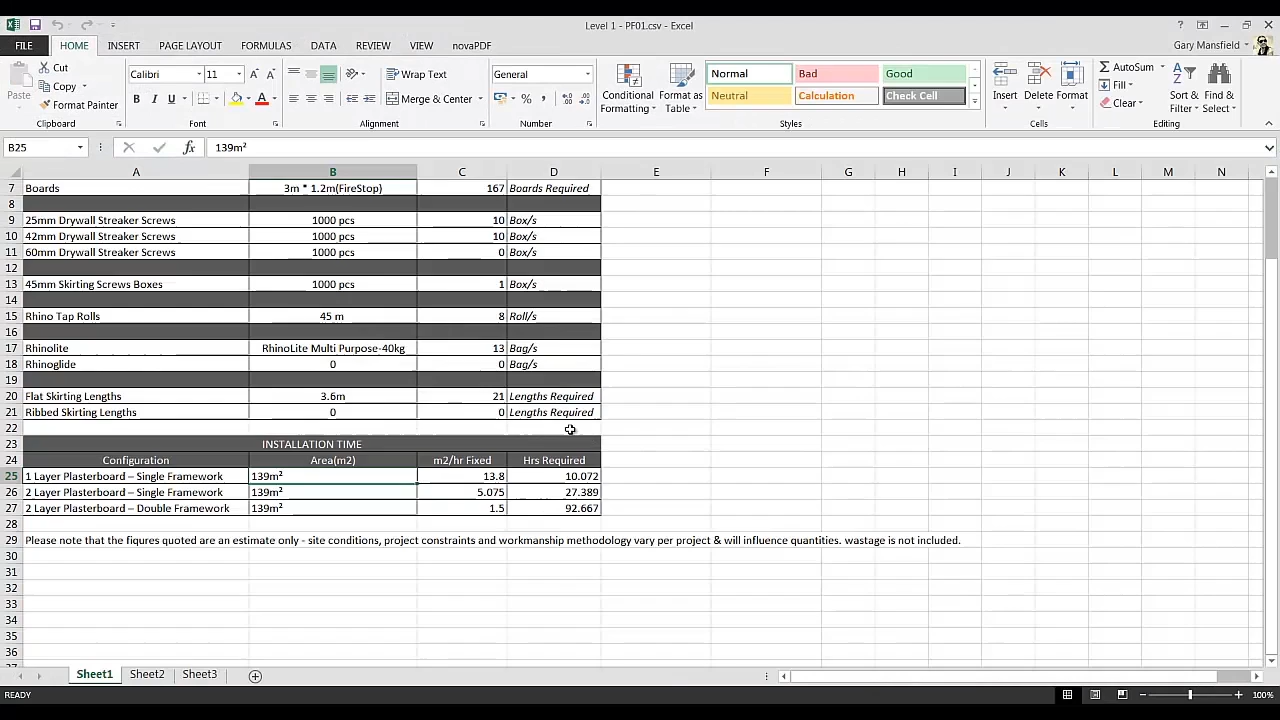 Level 1 - PF01.csv - Excel
Gary Mansfield
FILE HOME INSERT PAGE LAYOUT FORMULAS DATA REVIEW VIEW novaPDF
Paste Cut Copy Format Painter Clipboard
Calibri 11 B I U A A Font
Wrap Text Merge & Center Alignment
General % , Number
Conditional Formatting Format as Table Normal Bad Good Neutral Calculation Check Cell Styles
Insert Delete Format Cells
AutoSum Fill Clear Sort & Filter Find & Select Editing
B25 fx 139m²
A B C D E F G H I J K L M N
7 Boards 3m * 1.2m(FireStop) 167 Boards Required
8
9 25mm Drywall Streaker Screws 1000 pcs 10 Box/s
10 42mm Drywall Streaker Screws 1000 pcs 10 Box/s
11 60mm Drywall Streaker Screws 1000 pcs 0 Box/s
12
13 45mm Skirting Screws Boxes 1000 pcs 1 Box/s
14
15 Rhino Tap Rolls 45 m 8 Roll/s
16
17 Rhinolite RhinoLite Multi Purpose-40kg 13 Bag/s
18 Rhinoglide 0 0 Bag/s
19
20 Flat Skirting Lengths 3.6m 21 Lengths Required
21 Ribbed Skirting Lengths 0 0 Lengths Required
22
23 INSTALLATION TIME
24 Configuration Area(m2) m2/hr Fixed Hrs Required
25 1 Layer Plasterboard – Single Framework 139m² 13.8 10.072
26 2 Layer Plasterboard – Single Framework 139m² 5.075 27.389
27 2 Layer Plasterboard – Double Framework 139m² 1.5 92.667
28
29 Please note that the figures quoted are an estimate only - site conditions, project constraints and workmanship methodology vary per project & will influence quantities. wastage is not included.
30
31
32
33
34
35
36
Sheet1 Sheet2 Sheet3
READY 100%